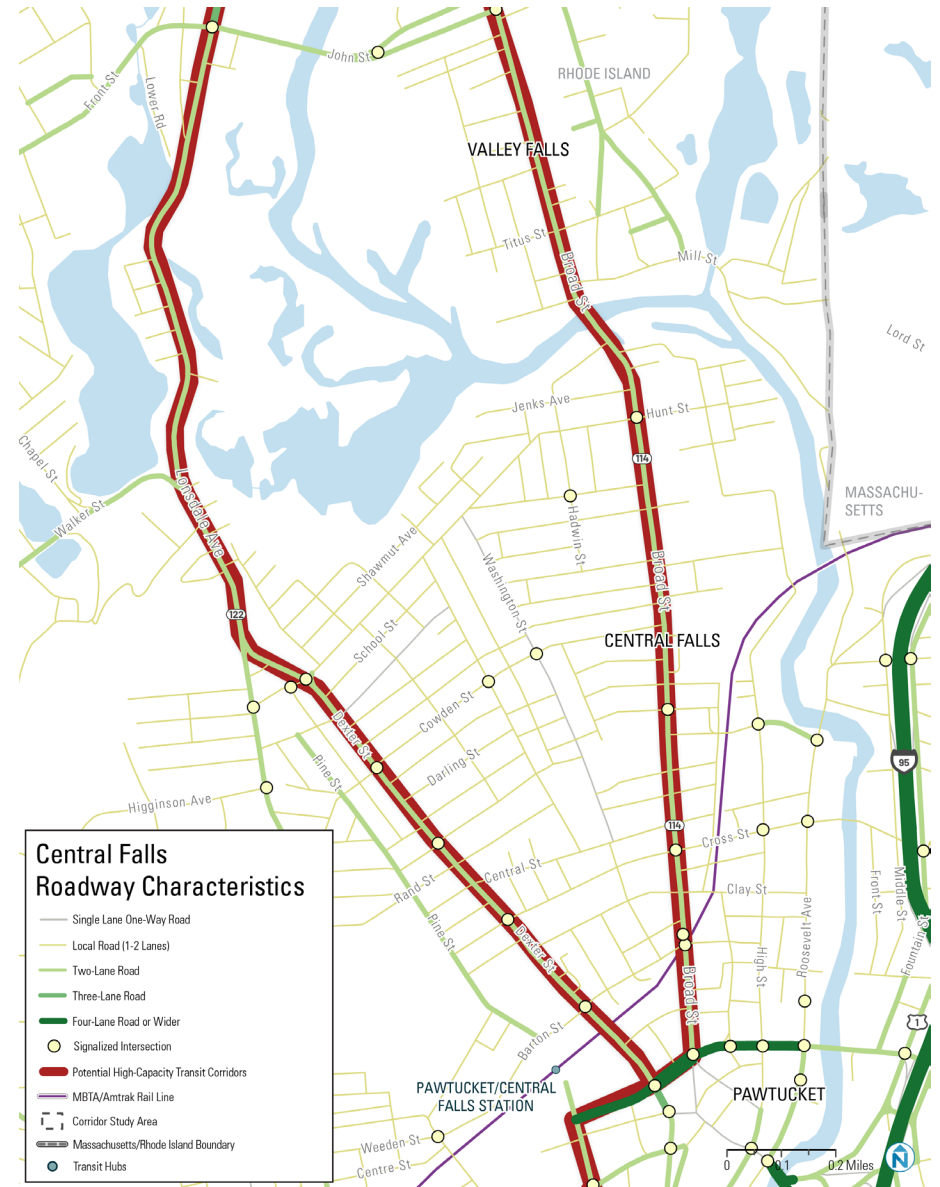 John St
Front St
Lower Rd
RHODE ISLAND
VALLEY FALLS
Titus St
Mill St
Broad St
Lord St
Jenks Ave
Hunt St
114
Chapel St
Walker St
Lonsdale Ave
MASSACHU-
SETTS
Hadwin St
Shawmut Ave
Washington St
Broad St
122
School St
CENTRAL FALLS
Cowden St
Dexter St
Darling St
Pine St
95
Higginson Ave
114
Cross St
Central St
Rand St
Clay St
Front St
Middle St
Pine St
Dexter St
High St
Roosevelt Ave
Fountain St
Broad St
1
Barton St
PAWTUCKET/CENTRAL
FALLS STATION
PAWTUCKET
Weeden St
Centre St
0 0.1 0.2 Miles
N
Central Falls
Roadway Characteristics
Single Lane One-Way Road
Local Road (1-2 Lanes)
Two-Lane Road
Three-Lane Road
Four-Lane Road or Wider
Signalized Intersection
Potential High-Capacity Transit Corridors
MBTA/Amtrak Rail Line
Corridor Study Area
Massachusetts/Rhode Island Boundary
Transit Hubs